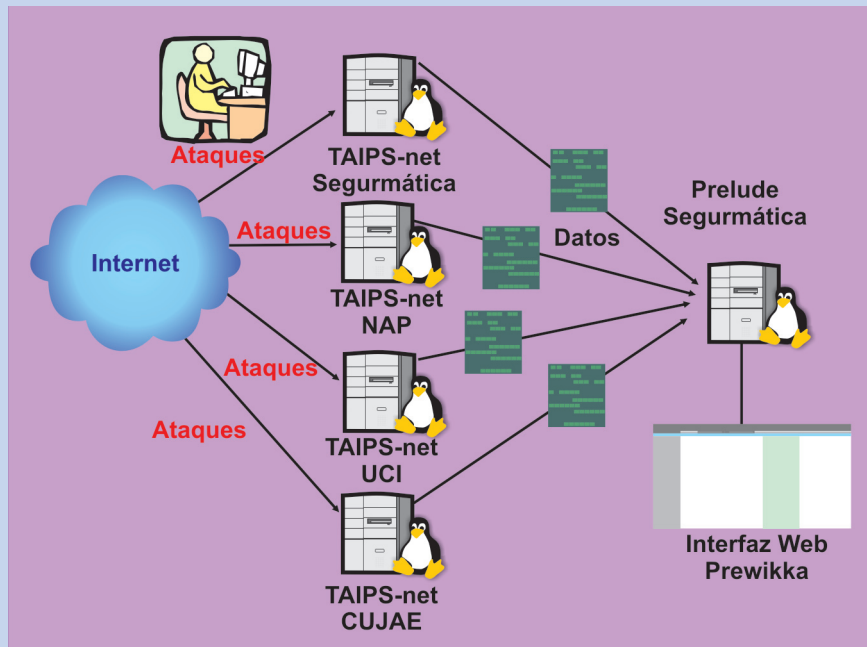 Ataques
TAIPS-net
Segurmática
Prelude
Segurmática
Internet
Ataques
Datos
TAIPS-net
NAP
Ataques
TAIPS-net
UCI
Ataques
Interfaz Web
Prewikka
TAIPS-net
CUJAE